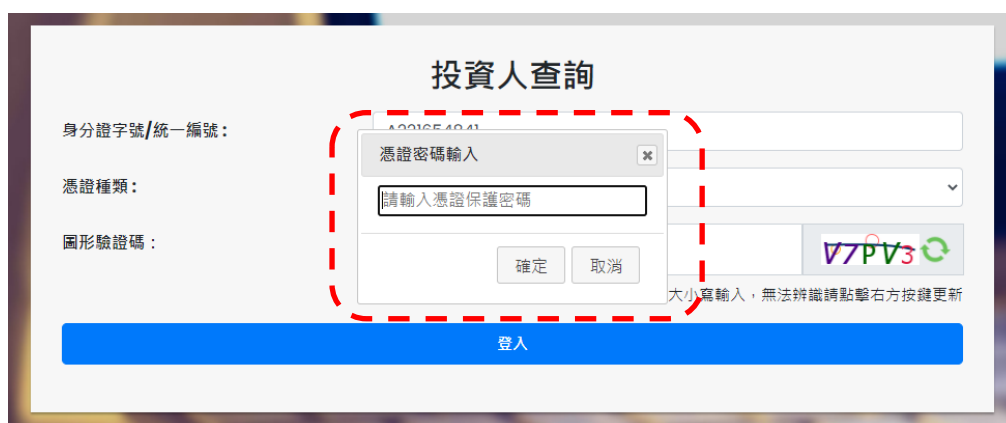 投資人查詢
身分證字號/統一編號：
憑證密碼輸入
憑證種類：
請輸入憑證保護密碼
圖形驗證碼：
V7PV3
確定
取消
大小寫輸入，無法辨識請點擊右方按鍵更新
登入